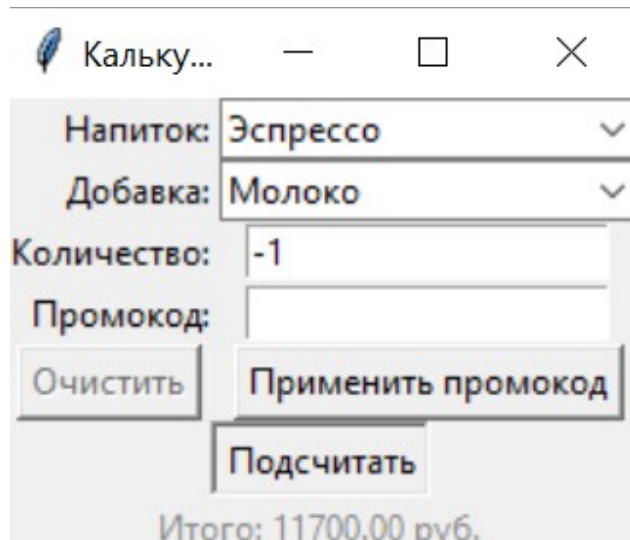 Кальку...
Напиток: Эспрессо
Добавка: Молоко
Количество: -1
Промокод:
Очистить Применить промокод
Подсчитать
Итого: 11700.00 руб.